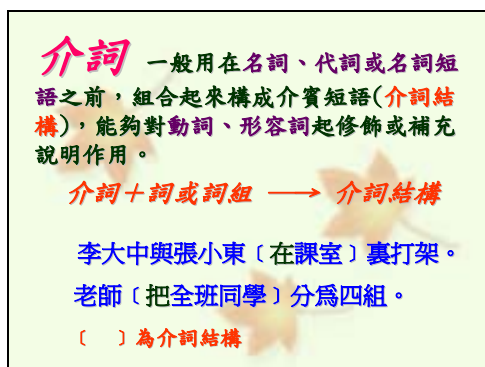 介詞 一般用在名詞、代詞或名詞短
語之前，組合起來構成介賓短語(介詞結
構)，能夠對動詞、形容詞起修飾或補充
說明作用。
介詞＋詞或詞組 ──→ 介詞結構
李大中與張小東﹝在課室﹞裏打架。
老師﹝把全班同學﹞分為四組。
﹝　﹞為介詞結構